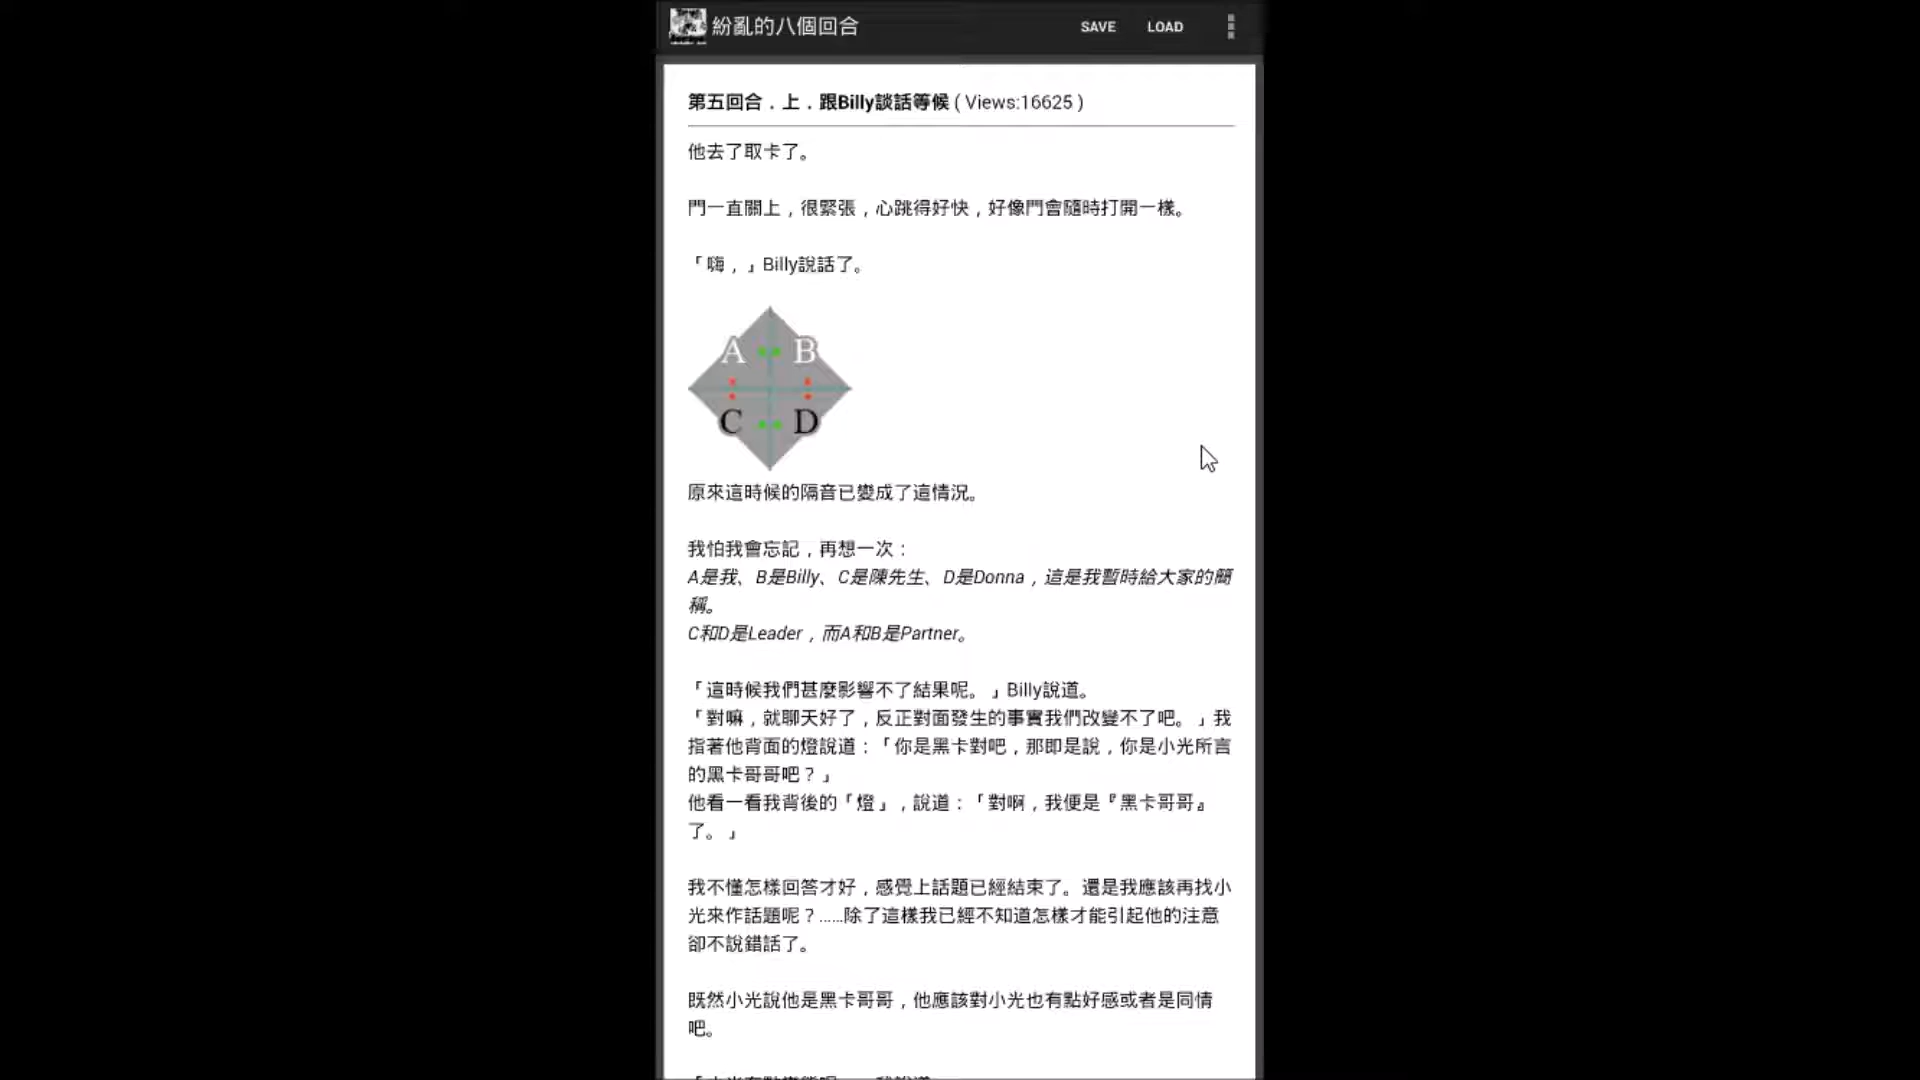 紛亂的八個回合
SAVE
LOAD
第五回合．上．跟Billy談話等候 ( Views:16625 )
他去了取卡了。
門一直關上，很緊張，心跳得好快，好像門會隨時打開一樣。
「嗨，」Billy說話了。
A B
C D
原來這時候的隔音已變成了這情況。
我怕我會忘記，再想一次：
A是我、B是Billy、C是陳先生、D是Donna，這是我暫時給大家的簡
稱。
C和D是Leader，而A和B是Partner。
「這時候我們甚麼影響不了結果呢。」Billy說道。
「對嘛，就聊天好了，反正對面發生的事實我們改變不了吧。」我
指著他背面的燈說道：「你是黑卡對吧，那即是說，你是小光所言
的黑卡哥哥吧？」
他看一看我背後的「燈」，說道：「對啊，我便是『黑卡哥哥』
了。」
我不懂怎樣回答才好，感覺上話題已經結束了。還是我應該再找小
光來作話題呢？......除了這樣我已經不知道怎樣才能引起他的注意
卻不說錯話了。
既然小光說他是黑卡哥哥，他應該對小光也有點好感或者是同情
吧。